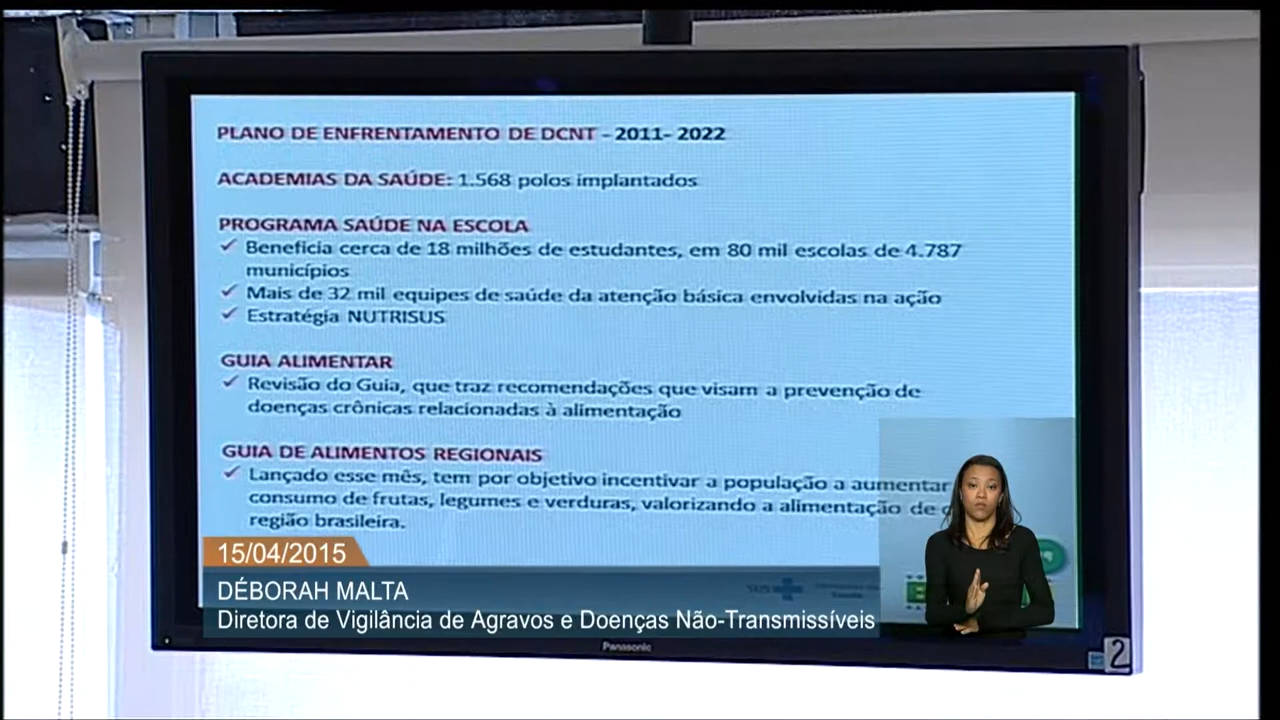 PLANO DE ENFRENTAMENTO DE DCNT - 2011- 2022
ACADEMIAS DA SAÚDE: 1.568 polos implantados
PROGRAMA SAÚDE NA ESCOLA
✓ Beneficia cerca de 18 milhões de estudantes, em 80 mil escolas de 4.787
municípios
✓ Mais de 32 mil equipes de saúde da atenção básica envolvidas na ação
✓ Estratégia NUTRISUS
GUIA ALIMENTAR
✓ Revisão do Guia, que traz recomendações que visam a prevenção de
doenças crônicas relacionadas à alimentação
GUIA DE ALIMENTOS REGIONAIS
✓ Lançado esse mês, tem por objetivo incentivar a população a aumentar
consumo de frutas, legumes e verduras, valorizando a alimentação de
região brasileira.
15/04/2015
DÉBORAH MALTA
Diretora de Vigilância de Agravos e Doenças Não-Transmissíveis
SUS
Panasonic
2